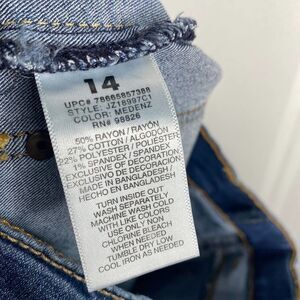 14
UPC# 78665857388
STYLE: JZ18997C1
COLOR: MEDENZ
RN# 98826
50% RAYON / RAYÓN
27% COTTON / ALGODÓN
22% POLYESTER / POLIÉSTER
1% SPANDEX / SPANDEX
EXCLUSIVE OF DECORATION/
EXCLUSIVO DE DECORACIÓN
MADE IN BANGLADESH /
HECHO EN BANGLADESH
TURN INSIDE OUT
WASH SEPARATELY
MACHINE WASH COLD
WITH LIKE COLORS
USE ONLY NON
CHLORINE BLEACH
WHEN NEEDED
TUMBLE DRY LOW
COOL IRON AS NEEDED